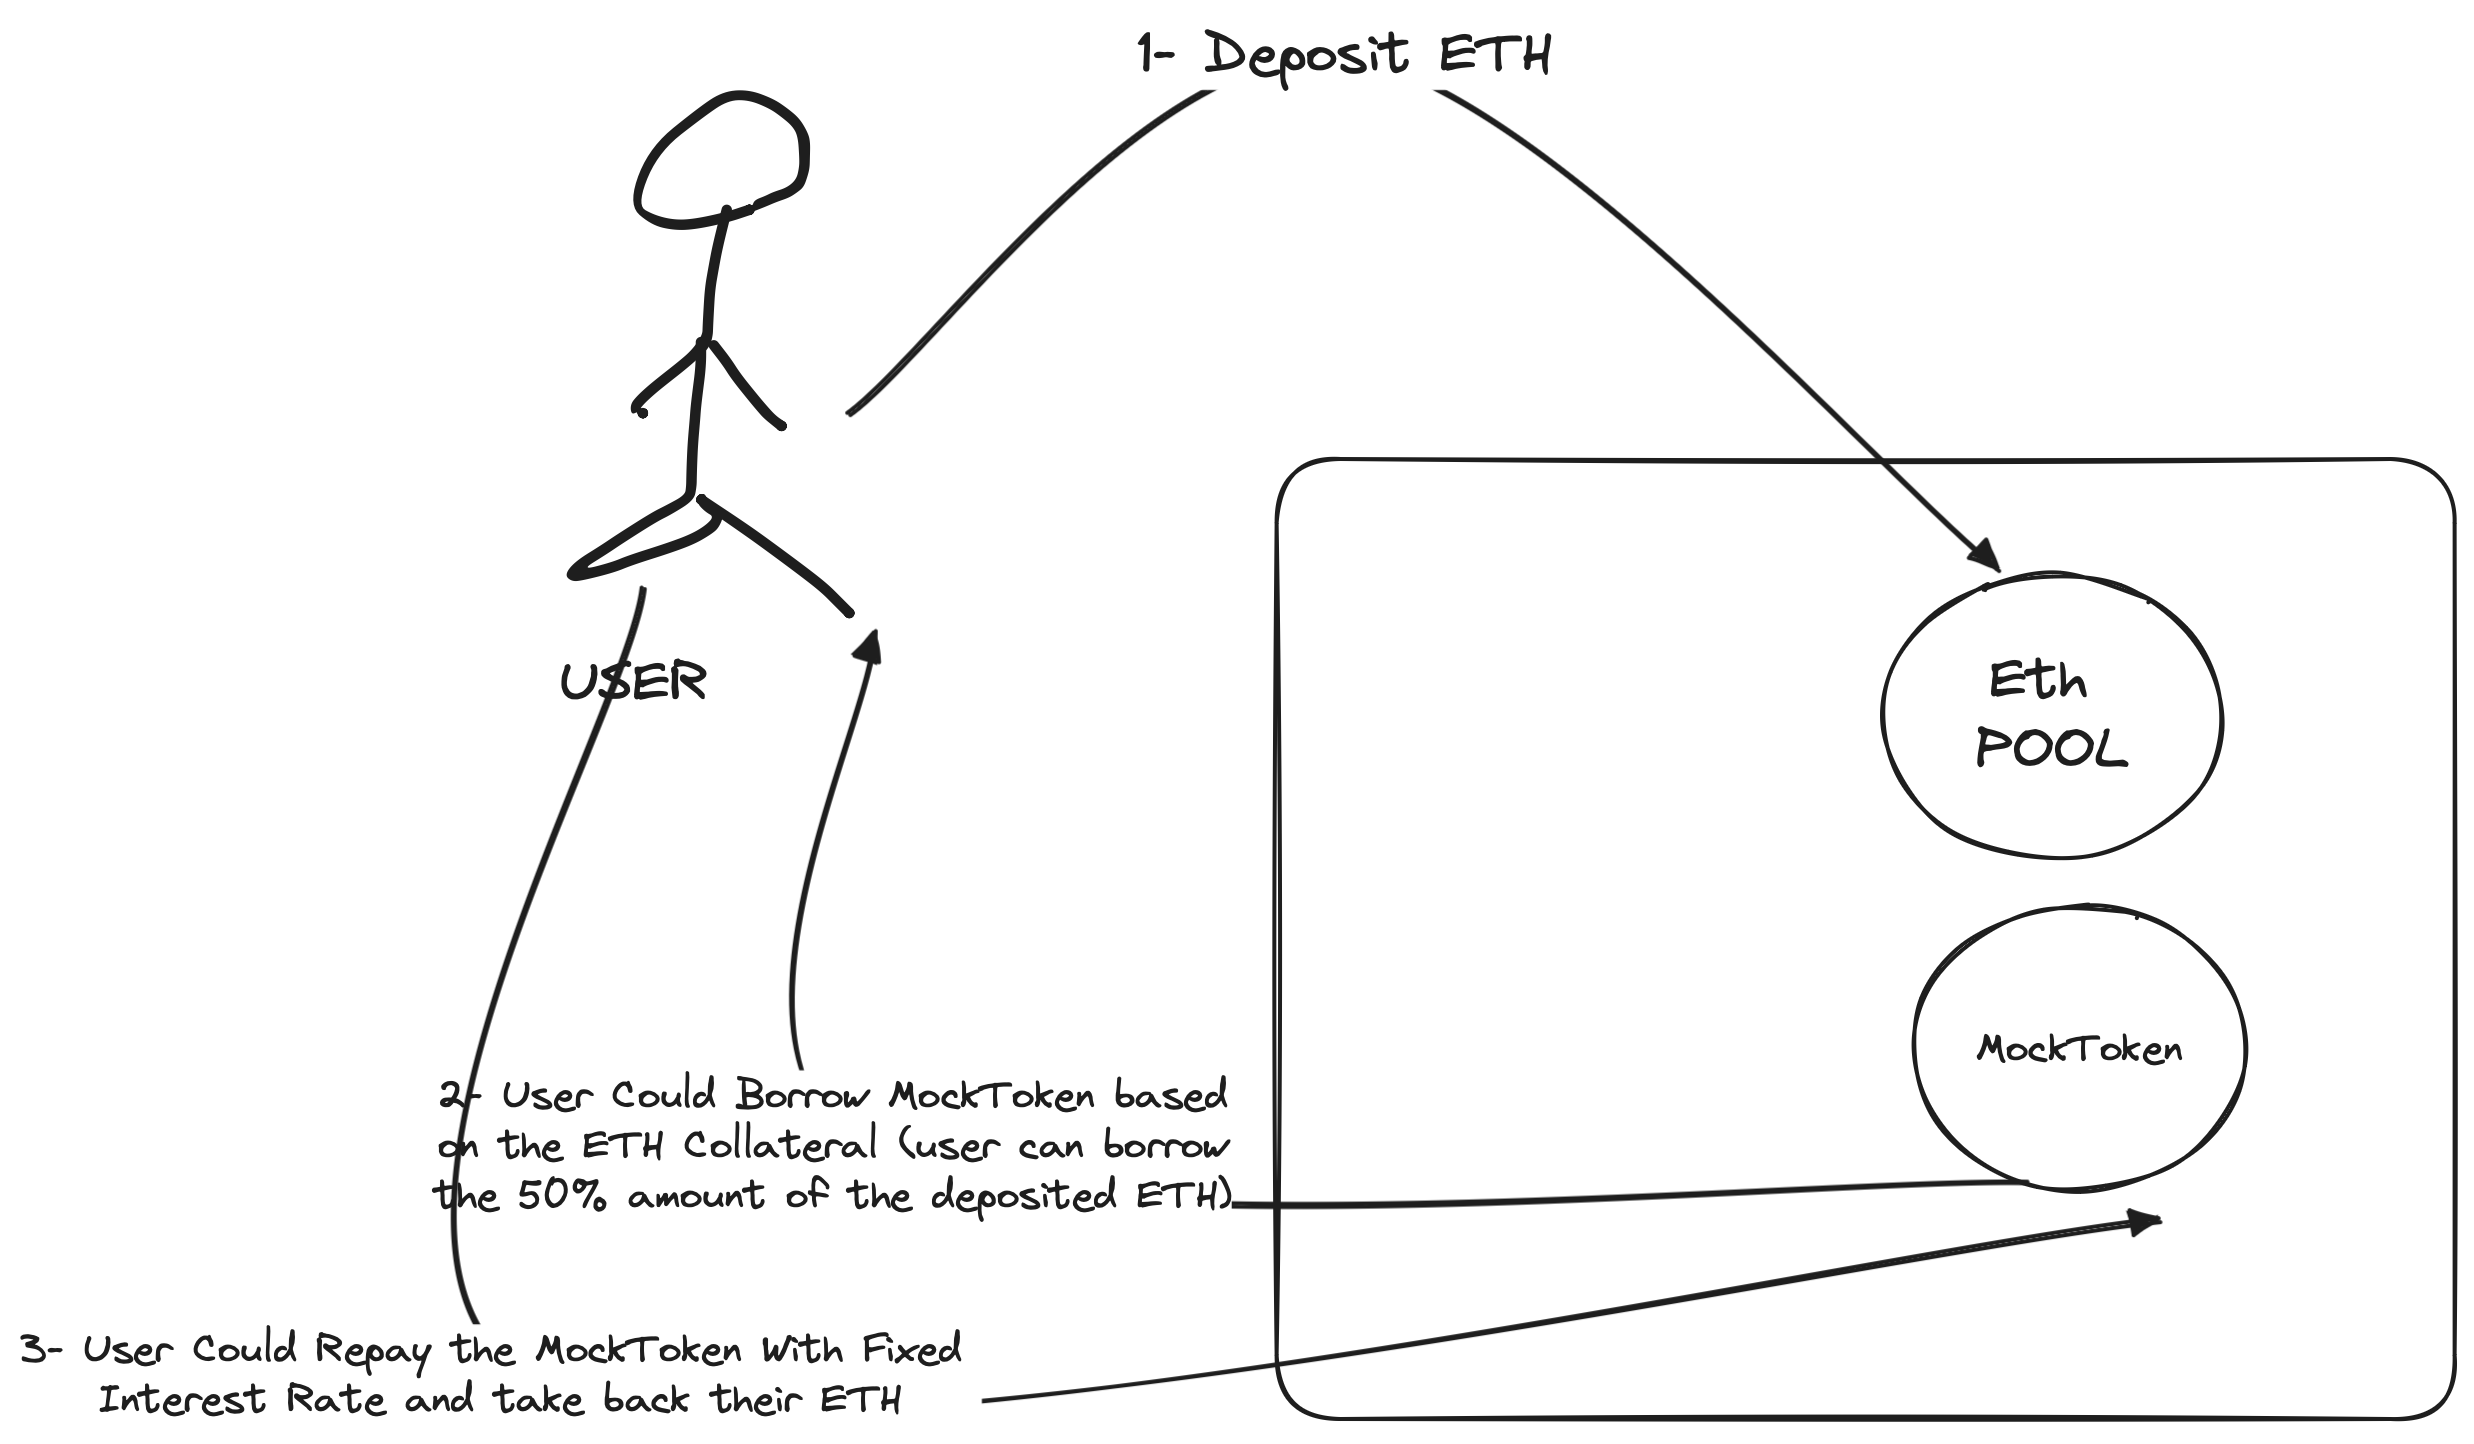 1- Deposit ETH
USER
Eth
POOL
MockToken
2- User Could Borrow MockToken based
on the ETH Collateral (user can borrow
the 50% amount of the deposited ETH)
3- User Could Repay the MockToken with Fixed
Interest Rate and take back their ETH